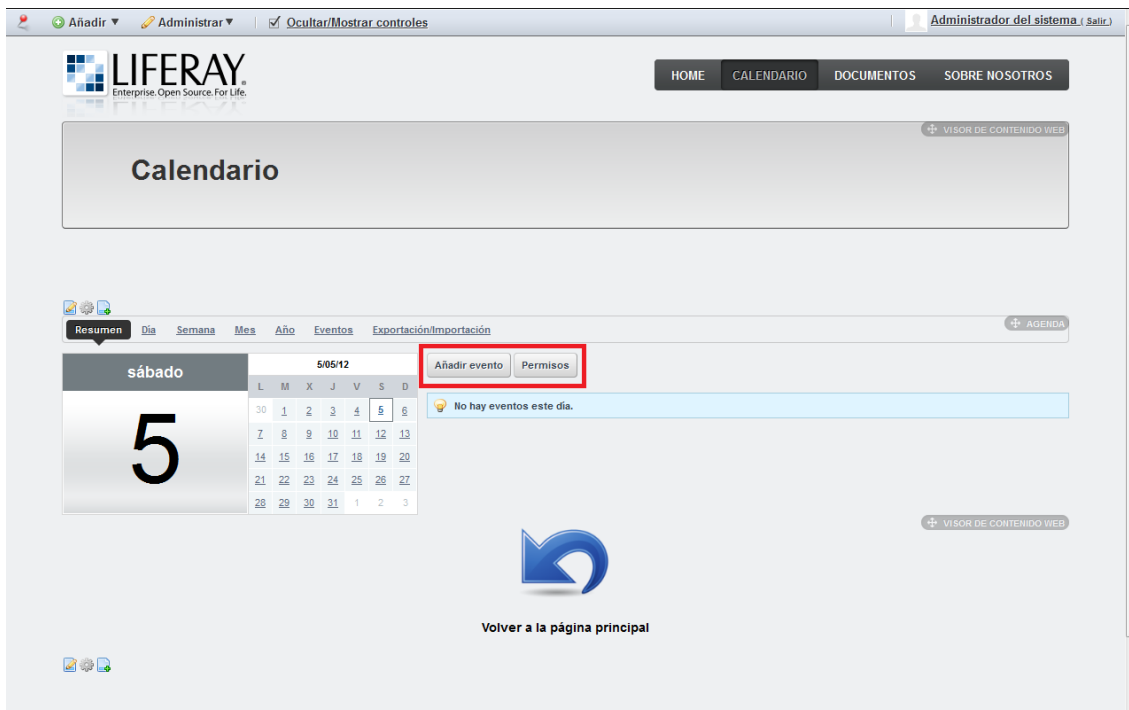 Añadir ▼ Administrar ▼ Ocultar/Mostrar controles Administrador del sistema ( Salir )
LIFERAY.
Enterprise. Open Source. For Life.
HOME CALENDARIO DOCUMENTOS SOBRE NOSOTROS
VISOR DE CONTENIDO WEB
Calendario
AGENDA
Resumen Día Semana Mes Año Eventos Exportación/Importación
sábado
5
5/05/12
L M X J V S D
30 1 2 3 4 5 6
7 8 9 10 11 12 13
14 15 16 17 18 19 20
21 22 23 24 25 26 27
28 29 30 31 1 2 3
Añadir evento Permisos
No hay eventos este día.
VISOR DE CONTENIDO WEB
Volver a la página principal